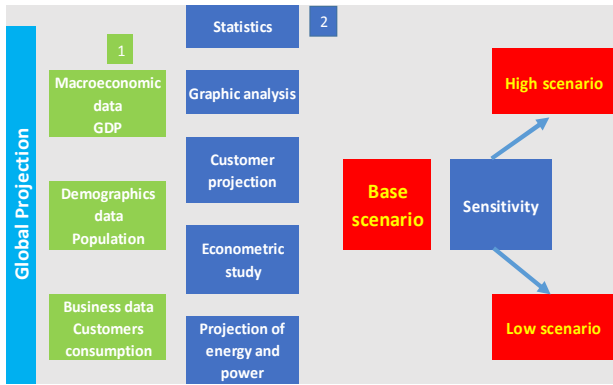 Global Projection
1
Macroeconomic
data
GDP
Demographics
data
Population
Business data
Customers
consumption
2
Statistics
Graphic analysis
Customer
projection
Econometric
study
Projection of
energy and
power
Base
scenario
Sensitivity
High scenario
Low scenario